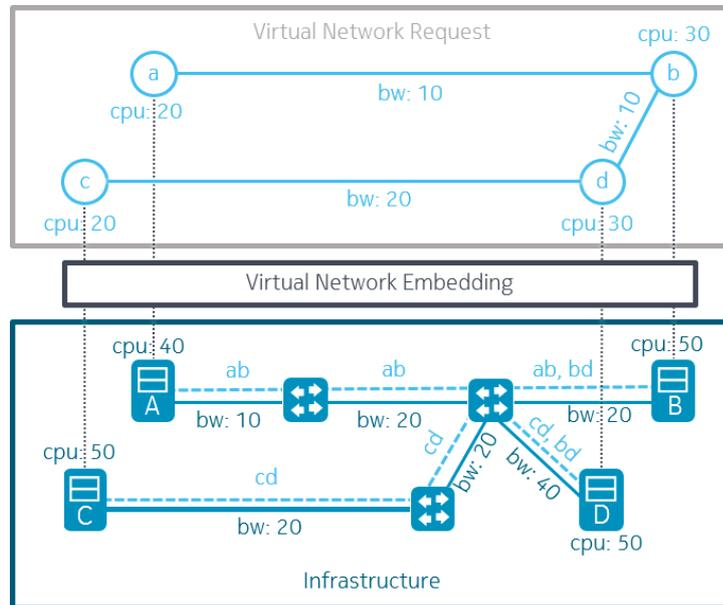 Virtual Network Request
cpu: 30
a
b
bw: 10
cpu: 20
bw: 10
c
d
bw: 20
cpu: 20
cpu: 30
Virtual Network Embedding
cpu: 40
cpu: 50
ab
ab
ab, bd
A
B
bw: 10
bw: 20
bw: 20
cpu: 50
cd
cd, bd
bw: 20
bw: 40
cd
C
D
bw: 20
cpu: 50
Infrastructure